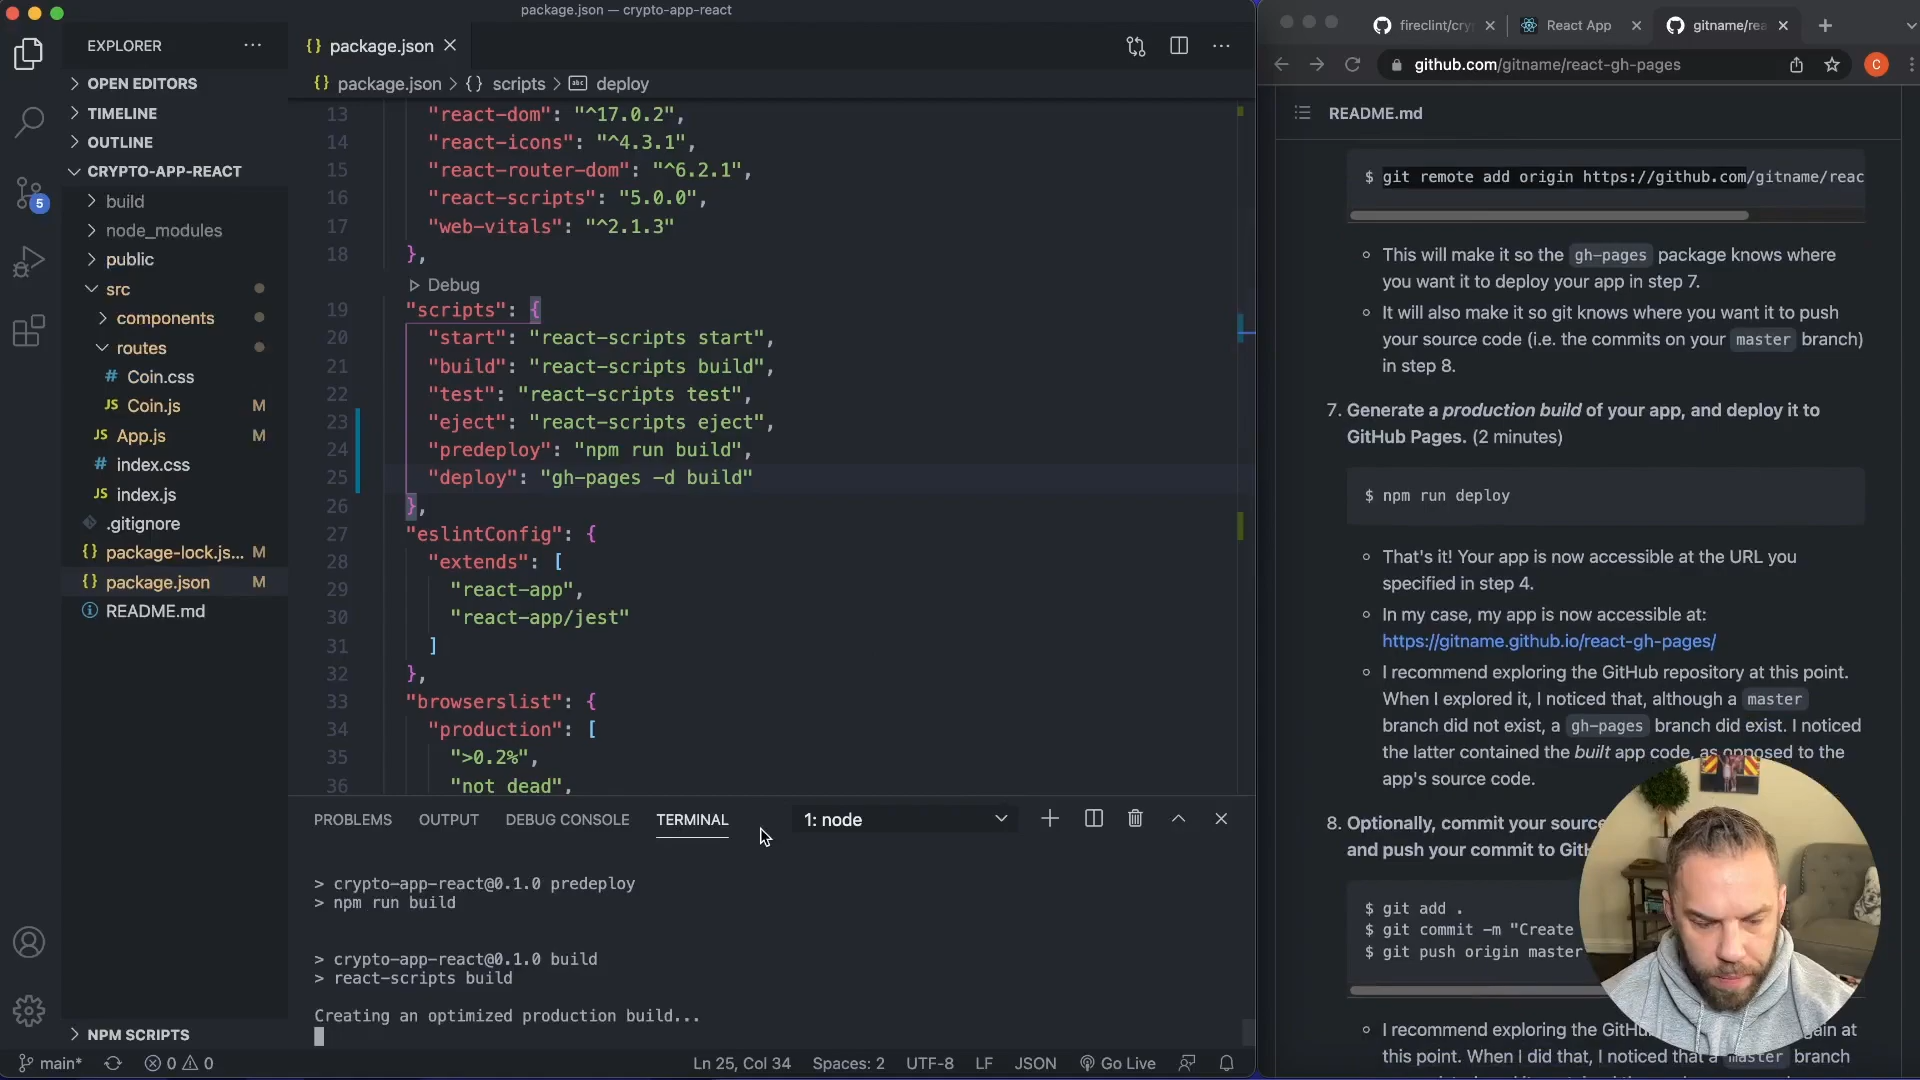 package.json — crypto-app-react
EXPLORER
OPEN EDITORS
TIMELINE
OUTLINE
CRYPTO-APP-REACT
build
node_modules
public
src
components
routes
# Coin.css
JS Coin.js M
JS App.js M
# index.css
JS index.js
.gitignore
{} package-lock.js... M
{} package.json M
README.md
NPM SCRIPTS
5
{} package.json
{} package.json > {} scripts > abc deploy
13 "react-dom": "^17.0.2",
14 "react-icons": "^4.3.1",
15 "react-router-dom": "^6.2.1",
16 "react-scripts": "5.0.0",
17 "web-vitals": "^2.1.3"
18 },
Debug
19 "scripts": {
20 "start": "react-scripts start",
21 "build": "react-scripts build",
22 "test": "react-scripts test",
23 "eject": "react-scripts eject",
24 "predeploy": "npm run build",
25 "deploy": "gh-pages -d build"
26 },
27 "eslintConfig": {
28 "extends": [
29 "react-app",
30 "react-app/jest"
31 ]
32 },
33 "browserslist": {
34 "production": [
35 ">0.2%",
36 "not dead",
PROBLEMS OUTPUT DEBUG CONSOLE TERMINAL 1: node
> crypto-app-react@0.1.0 predeploy
> npm run build
> crypto-app-react@0.1.0 build
> react-scripts build
Creating an optimized production build...
main* 0 0 Ln 25, Col 34 Spaces: 2 UTF-8 LF JSON Go Live
fireclint/cry React App gitname/rea
github.com/gitname/react-gh-pages C
README.md
$ git remote add origin https://github.com/gitname/reac
This will make it so the gh-pages package knows where
you want it to deploy your app in step 7.
It will also make it so git knows where you want it to push
your source code (i.e. the commits on your master branch)
in step 8.
7. Generate a production build of your app, and deploy it to
GitHub Pages. (2 minutes)
$ npm run deploy
That's it! Your app is now accessible at the URL you
specified in step 4.
In my case, my app is now accessible at:
https://gitname.github.io/react-gh-pages/
I recommend exploring the GitHub repository at this point.
When I explored it, I noticed that, although a master
branch did not exist, a gh-pages branch did exist. I noticed
the latter contained the built app code, as opposed to the
app's source code.
8. Optionally, commit your source
and push your commit to Git
$ git add .
$ git commit -m "Create
$ git push origin master
I recommend exploring the GitHu gain at
this point. When I did that, I noticed that a master branch